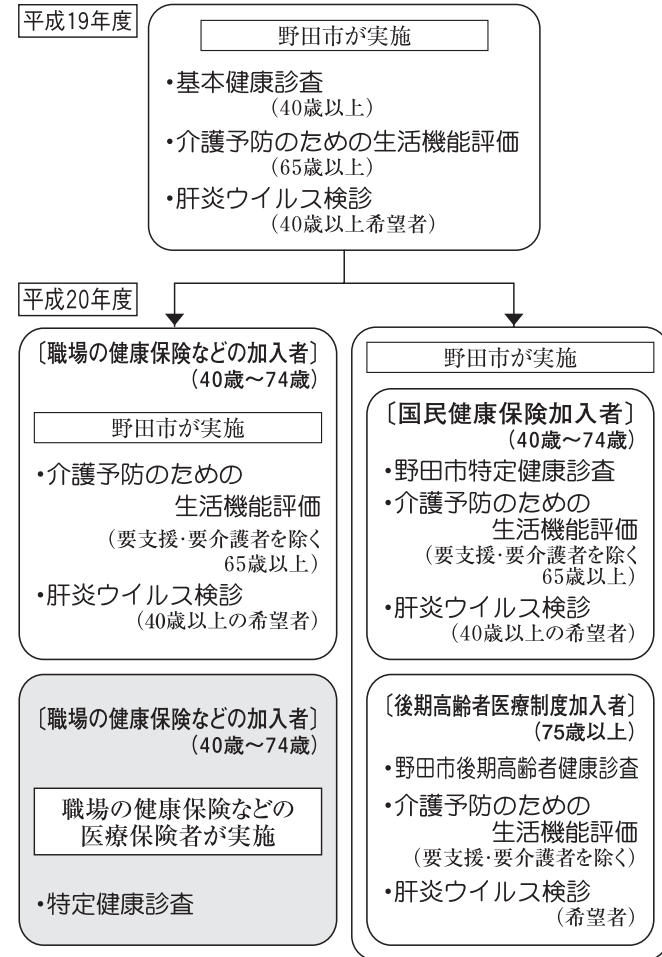 平成19年度
野田市が実施
・基本健康診査
（40歳以上）
・介護予防のための生活機能評価
（65歳以上）
・肝炎ウイルス検診
（40歳以上希望者）
平成20年度
〔職場の健康保険などの加入者〕
（40歳～74歳）
野田市が実施
・介護予防のための
生活機能評価
（要支援・要介護者を除く
65歳以上）
・肝炎ウイルス検診
（40歳以上の希望者）
〔職場の健康保険などの加入者〕
（40歳～74歳）
職場の健康保険などの
医療保険者が実施
・特定健康診査
野田市が実施
〔国民健康保険加入者〕
（40歳～74歳）
・野田市特定健康診査
・介護予防のための
生活機能評価
（要支援・要介護者を除く
65歳以上）
・肝炎ウイルス検診
（40歳以上の希望者）
〔後期高齢者医療制度加入者〕
（75歳以上）
・野田市後期高齢者健康診査
・介護予防のための
生活機能評価
（要支援・要介護者を除く）
・肝炎ウイルス検診
（希望者）